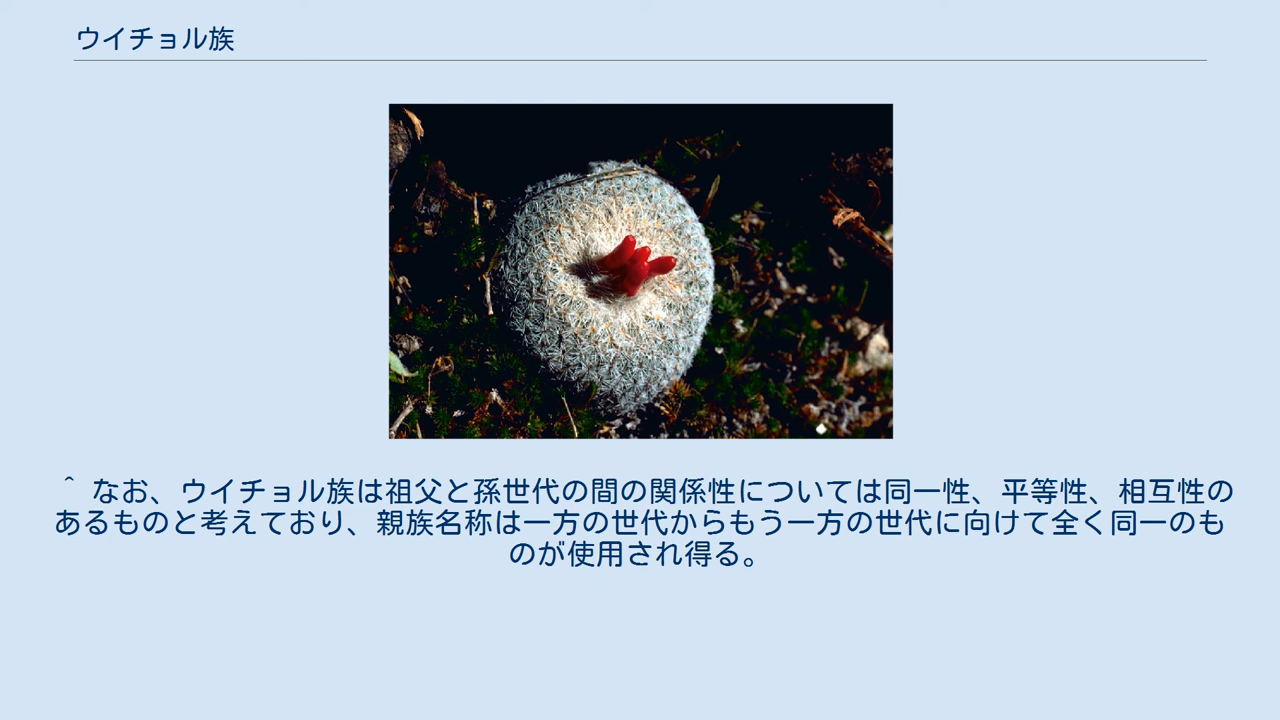 ウイチョル族
^ なお、ウイチョル族は祖父と孫世代の間の関係性については同一性、平等性、相互性の
あるものと考えており、親族名称は一方の世代からもう一方の世代に向けて全く同一のも
のが使用され得る。